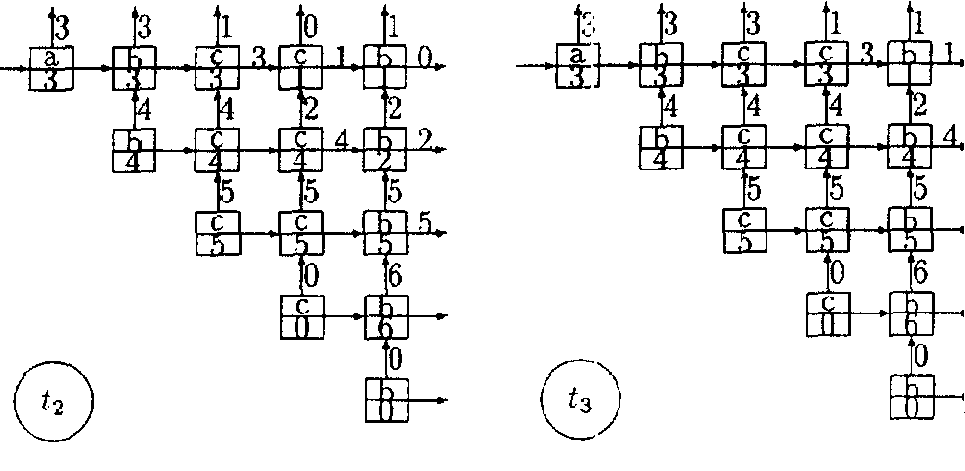 3 3 1 0 1
a b c 3 c 1 b 0
3 3 3 1
4 4 2 2
b c c 4 b 2
4 4 4 2
5 5 5
c c b 5
5 5 5
0 6
c b
0 6
0
b
0
t₂
3 3 3 1 1
a b c c 3 b 1
3 3 3 3
4 4 4 2
b c c b 4
4 4 4 4
5 5 5
c c b
5 5 5
0 6
c b
0 6
0
b
0
t₃